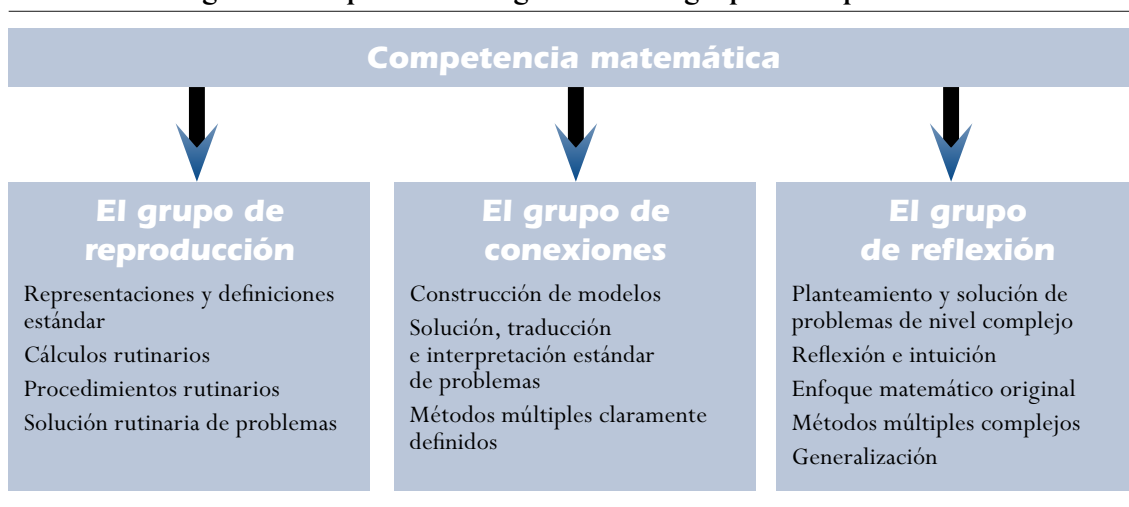 Competencia matemática
El grupo de
reproducción
Representaciones y definiciones
estándar
Cálculos rutinarios
Procedimientos rutinarios
Solución rutinaria de problemas
El grupo de
conexiones
Construcción de modelos
Solución, traducción
e interpretación estándar
de problemas
Métodos múltiples claramente
definidos
El grupo
de reflexión
Planteamiento y solución de
problemas de nivel complejo
Reflexión e intuición
Enfoque matemático original
Métodos múltiples complejos
Generalización